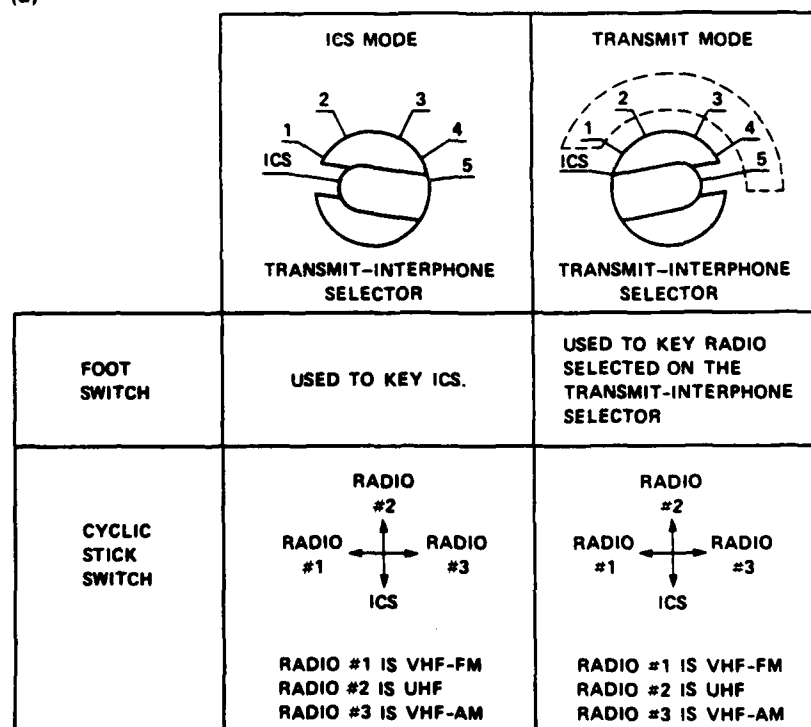 ICS MODE
1
2
3
4
5
ICS
TRANSMIT-INTERPHONE
SELECTOR
TRANSMIT MODE
1
2
3
4
5
ICS
TRANSMIT-INTERPHONE
SELECTOR
FOOT
SWITCH
USED TO KEY ICS.
USED TO KEY RADIO
SELECTED ON THE
TRANSMIT-INTERPHONE
SELECTOR
CYCLIC
STICK
SWITCH
RADIO
#2
RADIO
#1
RADIO
#3
ICS
RADIO #1 IS VHF-FM
RADIO #2 IS UHF
RADIO #3 IS VHF-AM
RADIO
#2
RADIO
#1
RADIO
#3
ICS
RADIO #1 IS VHF-FM
RADIO #2 IS UHF
RADIO #3 IS VHF-AM